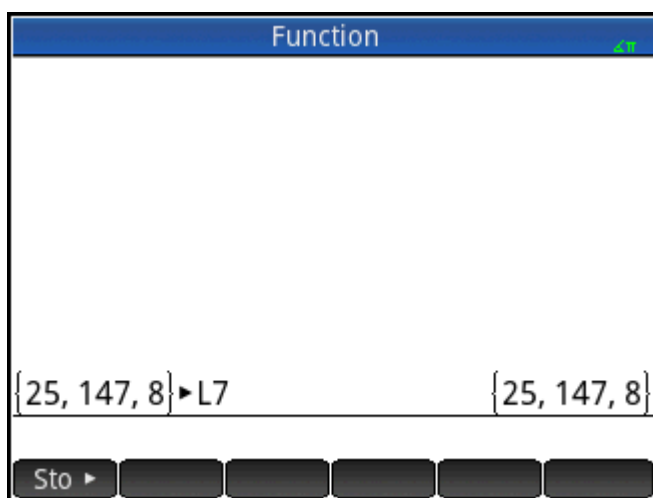 Function
∠π
{25, 147, 8}▶L7 {25, 147, 8}
Sto ▶